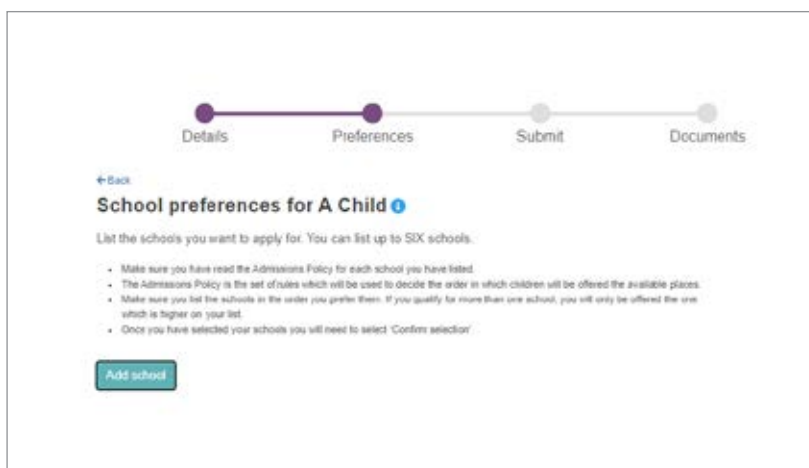 Details Preferences Submit Documents
←Back
School preferences for A Child
List the schools you want to apply for. You can list up to SIX schools.
• Make sure you have read the Admissions Policy for each school you have listed.
• The Admissions Policy is the set of rules which will be used to decide the order in which children will be offered the available places.
• Make sure you list the schools in the order you prefer them. If you qualify for more than one school, you will only be offered the one
which is higher on your list.
• Once you have selected your schools you will need to select 'Confirm selection'
Add school